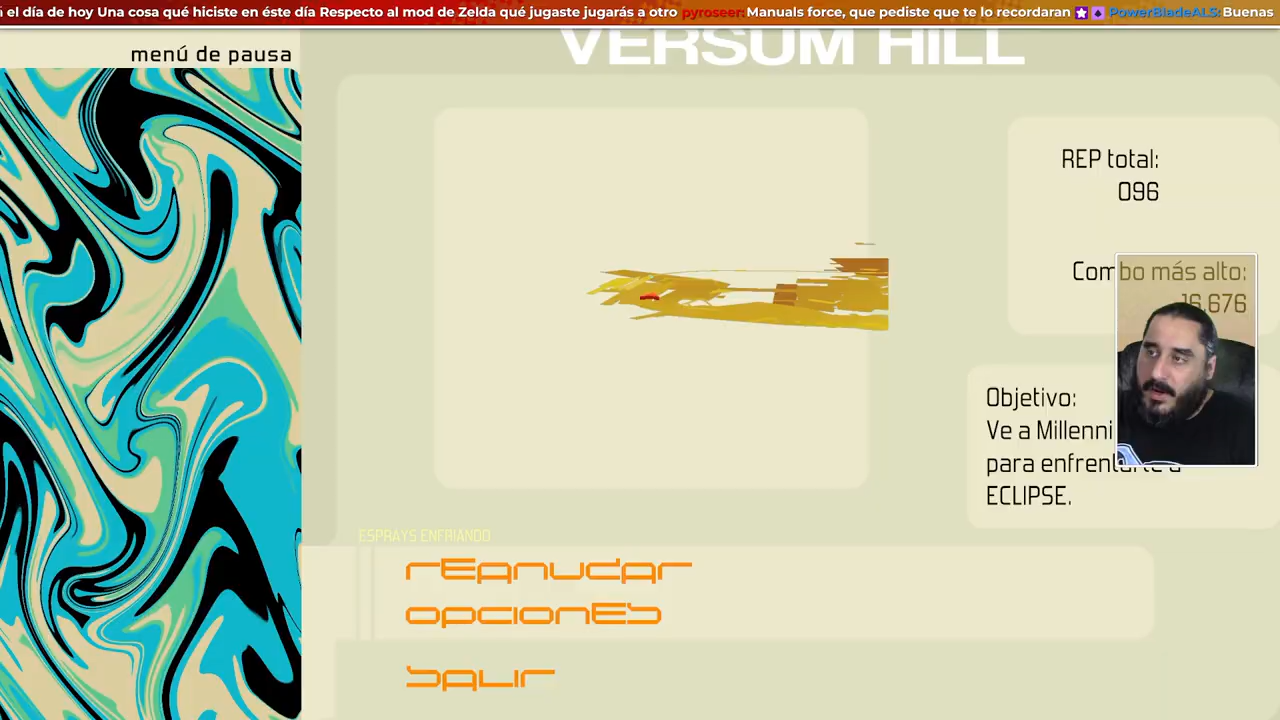 el día de hoy Una cosa qué hiciste en éste día Respecto al mod de Zelda qué jugaste jugarás a otro pyroseer: Manuals force, que pediste que te lo recordaran PowerBladeALS: Buenas
menú de pausa
VERSUM HILL
REP total:
096
Combo más alto:
16,676
Objetivo:
Ve a Millenni
para enfrentarte a
ECLIPSE.
ESPRAYS ENFRIANDO
rEanudar
opcionES
Salir